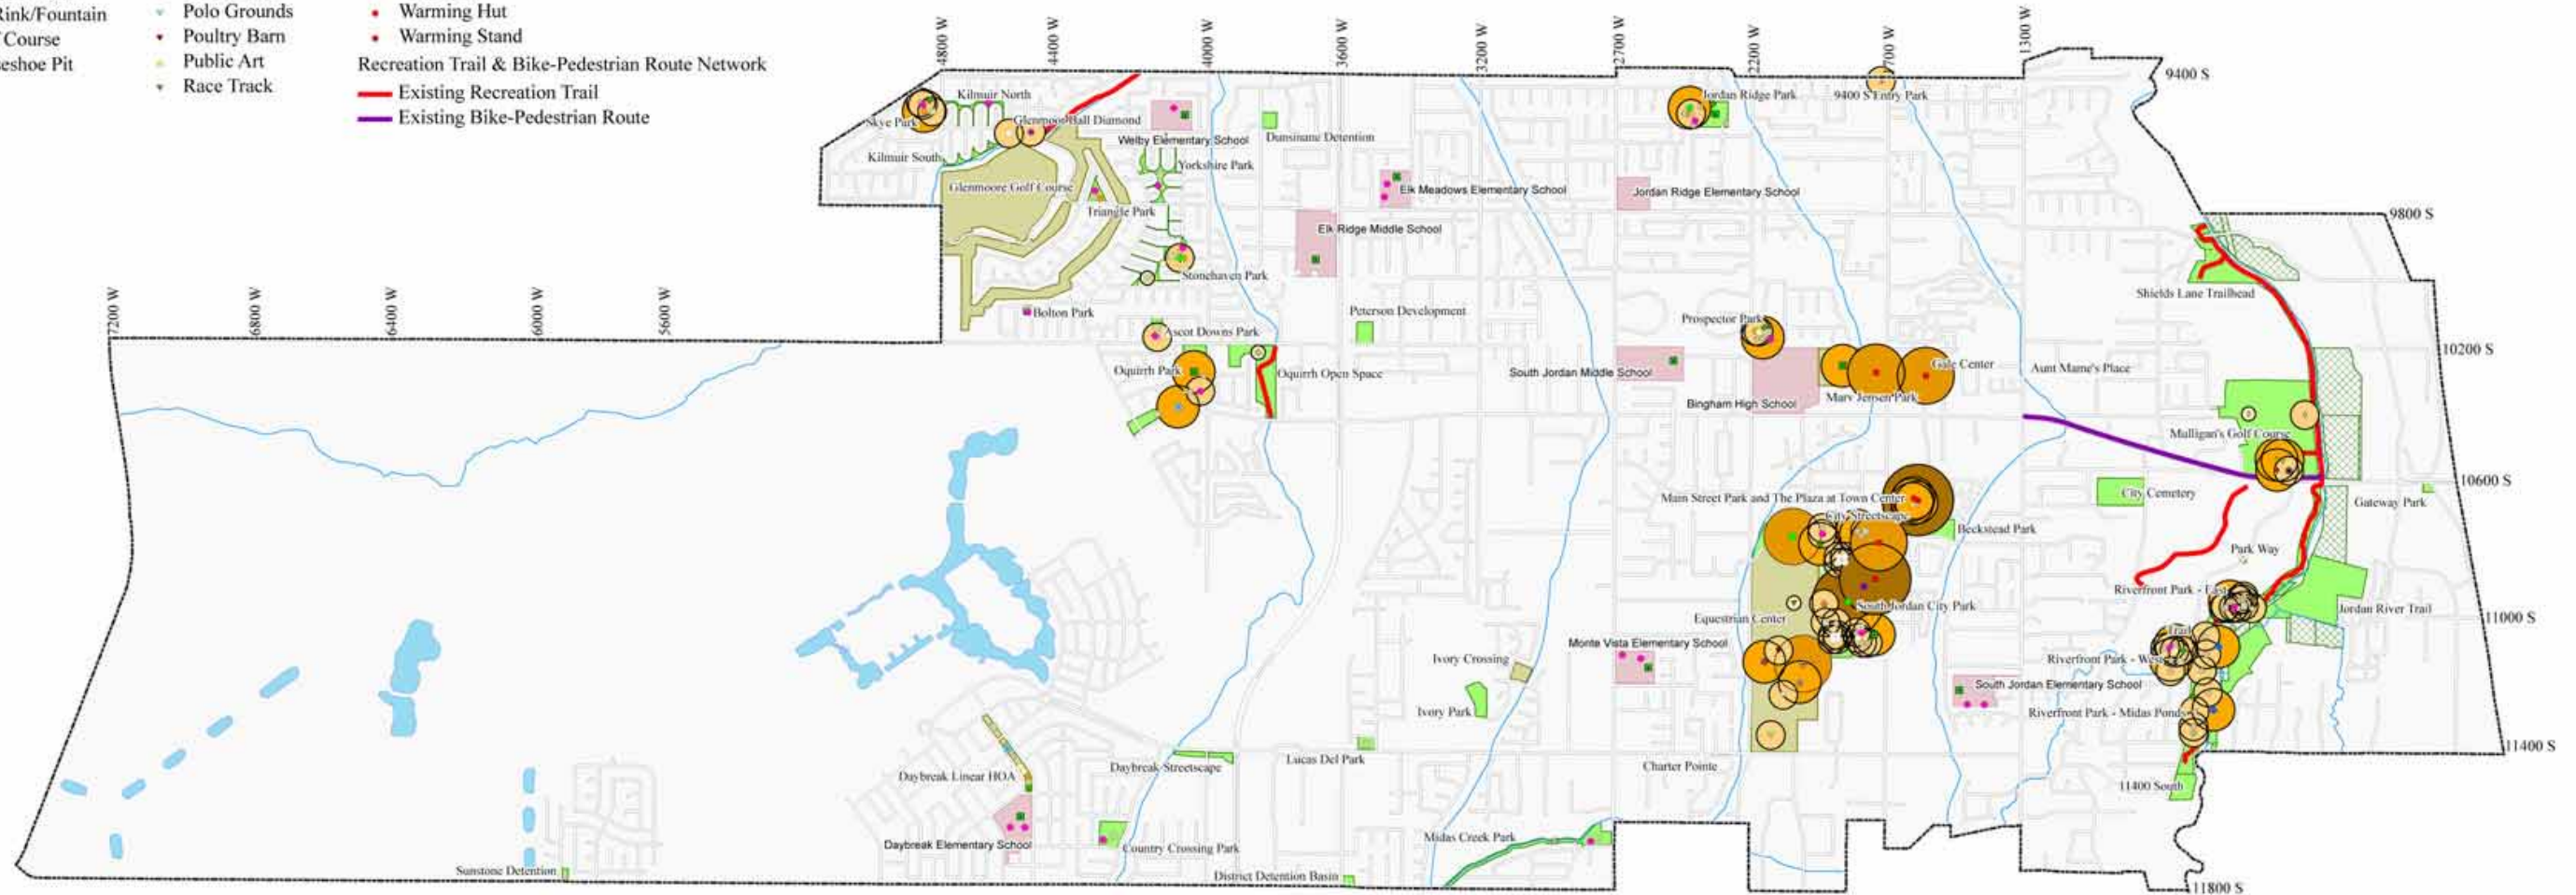 Rink/Fountain
Course
eshoe Pit
Polo Grounds
Poultry Barn
Public Art
Race Track
Warming Hut
Warming Stand
Recreation Trail & Bike-Pedestrian Route Network
Existing Recreation Trail
Existing Bike-Pedestrian Route
4800 W
4400 W
4000 W
3600 W
3200 W
2700 W
2200 W
700 W
1300 W
9400 S
Kilmuir North
Skye Park
Glenmoor Ball Diamond
Welby Elementary School
Dunsinane Detention
Jordan Ridge Park
9400 S Entry Park
Kilmuir South
Yorkshire Park
Glenmoore Golf Course
Elk Meadows Elementary School
Jordan Ridge Elementary School
Triangle Park
9800 S
Elk Ridge Middle School
Stonehaven Park
Shields Lane Trailhead
7200 W
6800 W
6400 W
6000 W
5600 W
Bolton Park
Peterson Development
Prospector Park
Ascot Downs Park
10200 S
Oquirrh Park
Oquirrh Open Space
South Jordan Middle School
Gale Center
Aunt Mame's Place
Bingham High School
Marv Jensen Park
Mulligan's Golf Course
10600 S
Main Street Park and The Plaza at Town Center
City Cemetery
Gateway Park
City Streetscape
Beckstead Park
Park Way
Riverfront Park - East
South Jordan City Park
Jordan River Trail
Equestrian Center
11000 S
Trail
Monte Vista Elementary School
Ivory Crossing
Riverfront Park - West
South Jordan Elementary School
Ivory Park
Riverfront Park - Midas Ponds
11400 S
Lucas Del Park
Daybreak Streetscape
Charter Pointe
Daybreak Linear HOA
11400 South
Midas Creek Park
Daybreak Elementary School
Country Crossing Park
Sunstone Detention
District Detention Basin
11800 S